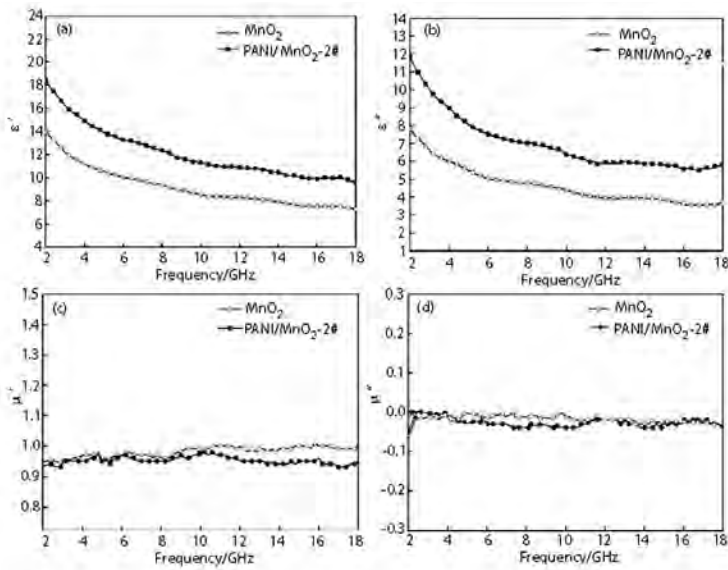 (a)
MnO2
PANI/MnO2-2#
24
22
20
18
16
14
12
10
8
6
4
ε′
2 4 6 8 10 12 14 16 18
Frequency/GHz
(b)
MnO2
PANI/MnO2-2#
14
13
12
11
10
9
8
7
6
5
4
3
2
1
ε″
2 4 6 8 10 12 14 16 18
Frequency/GHz
(c)
MnO2
PANI/MnO2-2#
1.5
1.4
1.3
1.2
1.1
1.0
0.9
0.8
μ′
2 4 6 8 10 12 14 16 18
Frequency/GHz
(d)
MnO2
PANI/MnO2-2#
0.3
0.2
0.1
0.0
−0.1
−0.2
−0.3
μ″
2 4 6 8 10 12 14 16 18
Frequency/GHz